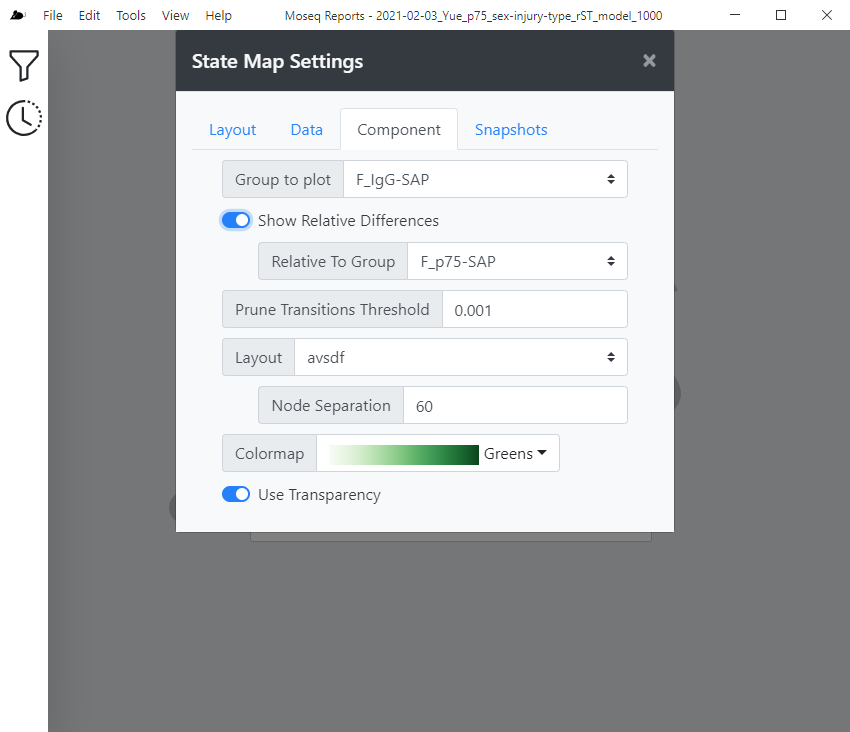 File Edit Tools View Help Moseq Reports - 2021-02-03_Yue_p75_sex-injury-type_rST_model_1000
State Map Settings ×
Layout Data Component Snapshots
Group to plot F_IgG-SAP
Show Relative Differences
Relative To Group F_p75-SAP
Prune Transitions Threshold 0.001
Layout avsdf
Node Separation 60
Colormap Greens
Use Transparency